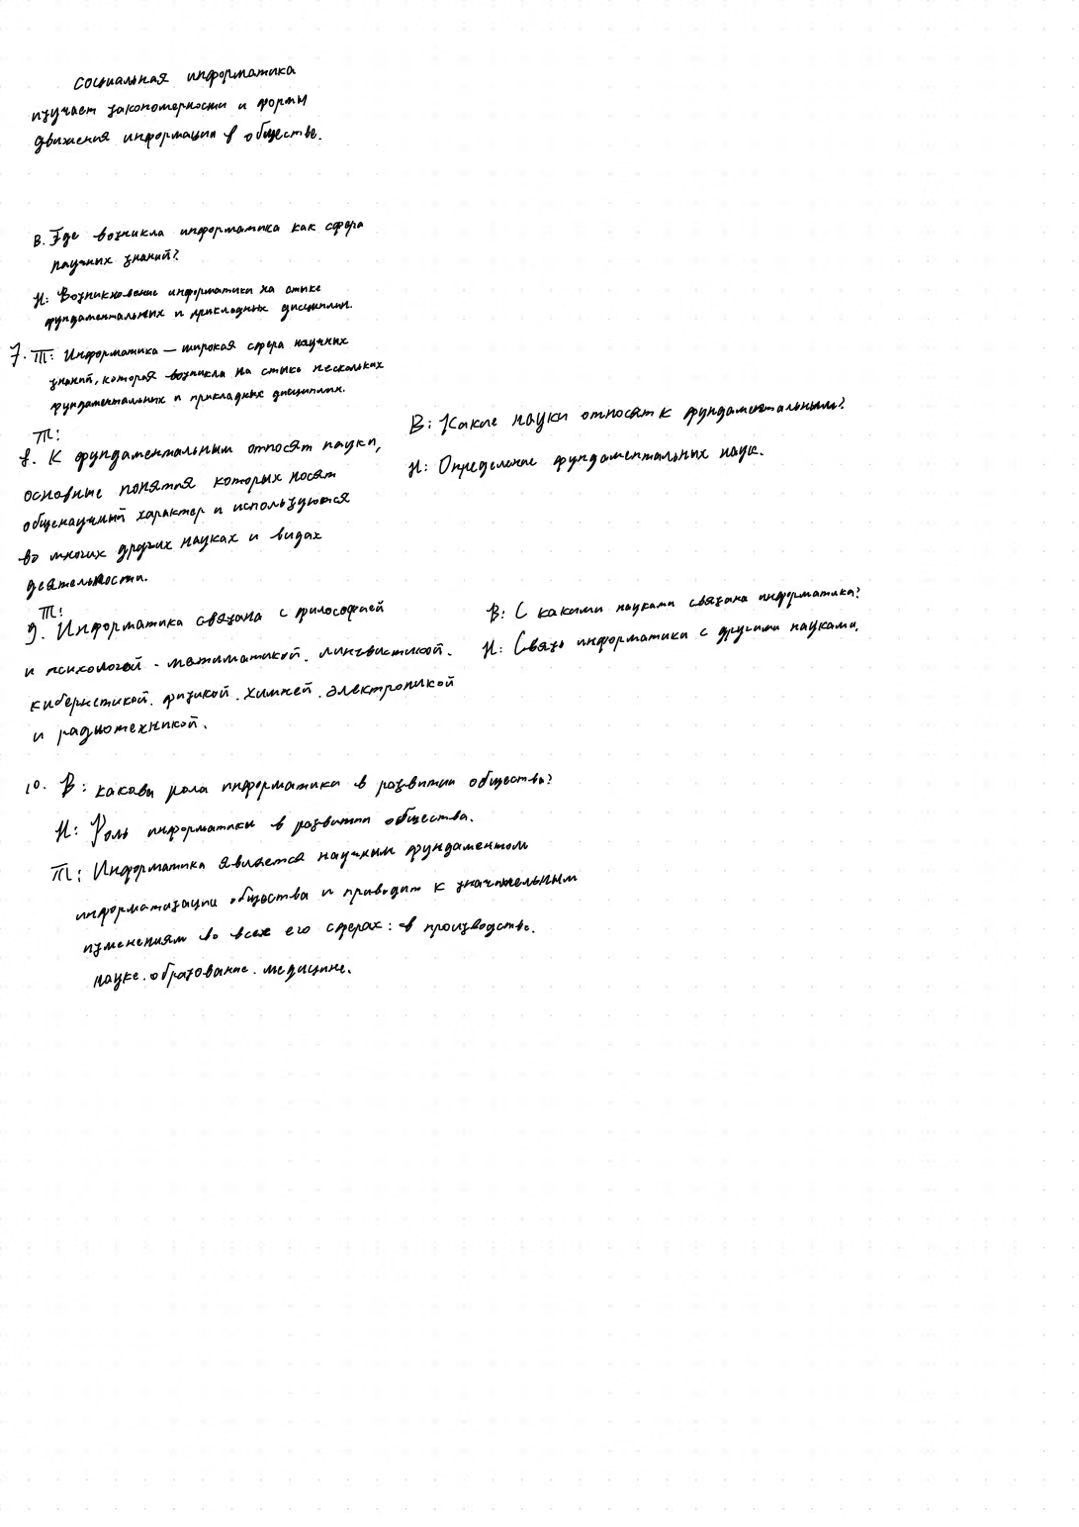 социальная информатика
изучает закономерности и формы
движения информации в обществе.
В. Где возникла информатика как сфера
научных знаний?
Н: Возникновение информатики на стыке
фундаментальных и прикладных дисциплин.
7. Т: Информатика — широкая сфера научных
знаний, которая возникла на стыке нескольких
фундаментальных и прикладных дисциплин.
Т:
8. К фундаментальным относят науки,
основные понятия которых носят
общенаучный характер и используются
во многих других науках и видах
деятельности.
В: Какие науки относят к фундаментальным?
Н: Определение фундаментальных наук.
Т:
9. Информатика связана с философией
и психологой - математикой. лингвистикой.
кибернетикой. физикой. химией. электроникой
и радиотехникой.
В: С какими науками связана информатика?
Н: Связь информатики с другими науками.
10. В: какова рола информатики в развитии общества?
Н: Роль информатики в развитии общества.
Т: Информатика является научным фундаментом
информатизации общества и приводит к значительным
изменениям во всех его сферах: в производстве.
науке. образование. медицине.